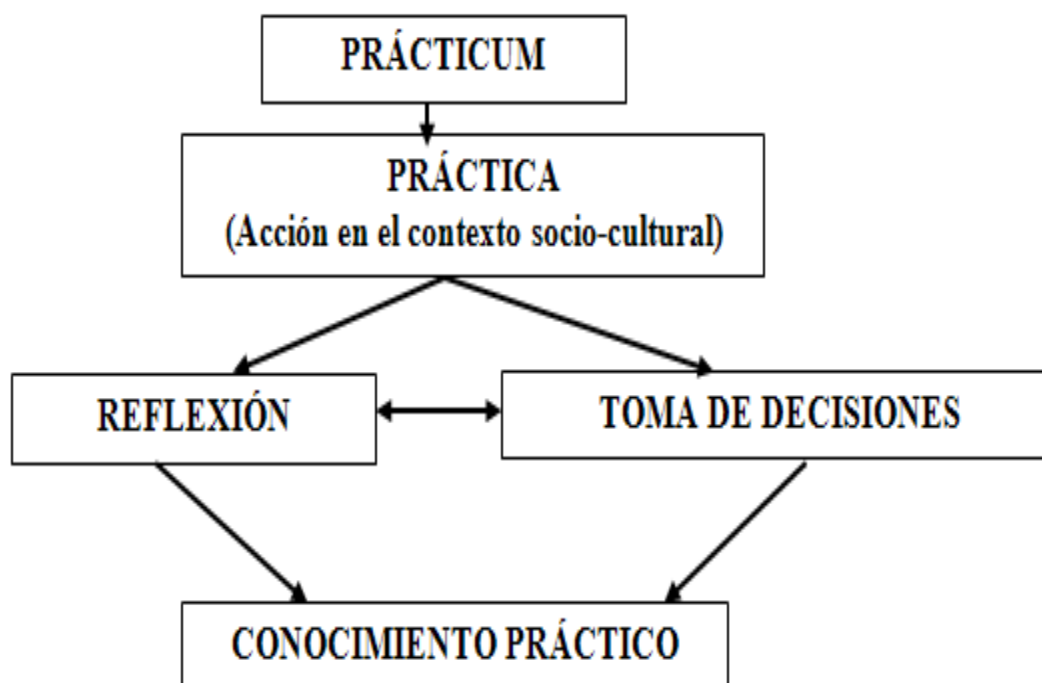 PRÁCTICUM
PRÁCTICA
(Acción en el contexto socio-cultural)
REFLEXIÓN
TOMA DE DECISIONES
CONOCIMIENTO PRÁCTICO